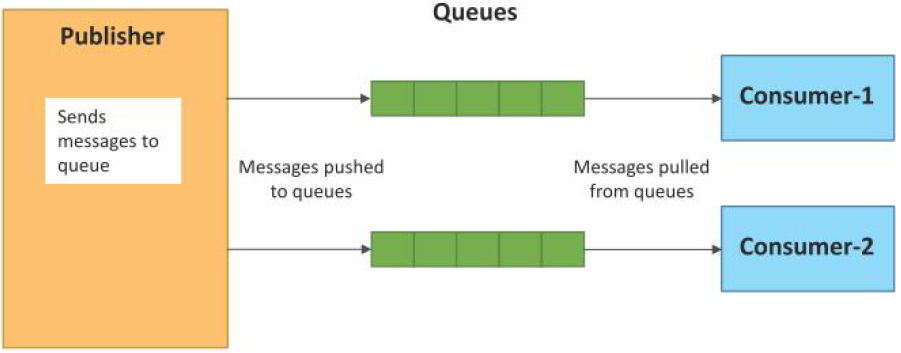 Queues
Publisher
Sends
messages to
queue
Messages pushed
to queues
Messages pulled
from queues
Consumer-1
Consumer-2